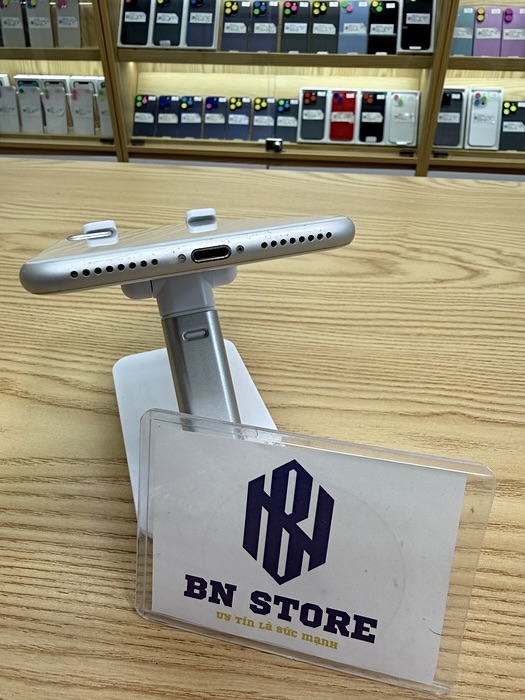 BN STORE
UY TÍN LÀ SỨC MẠNH